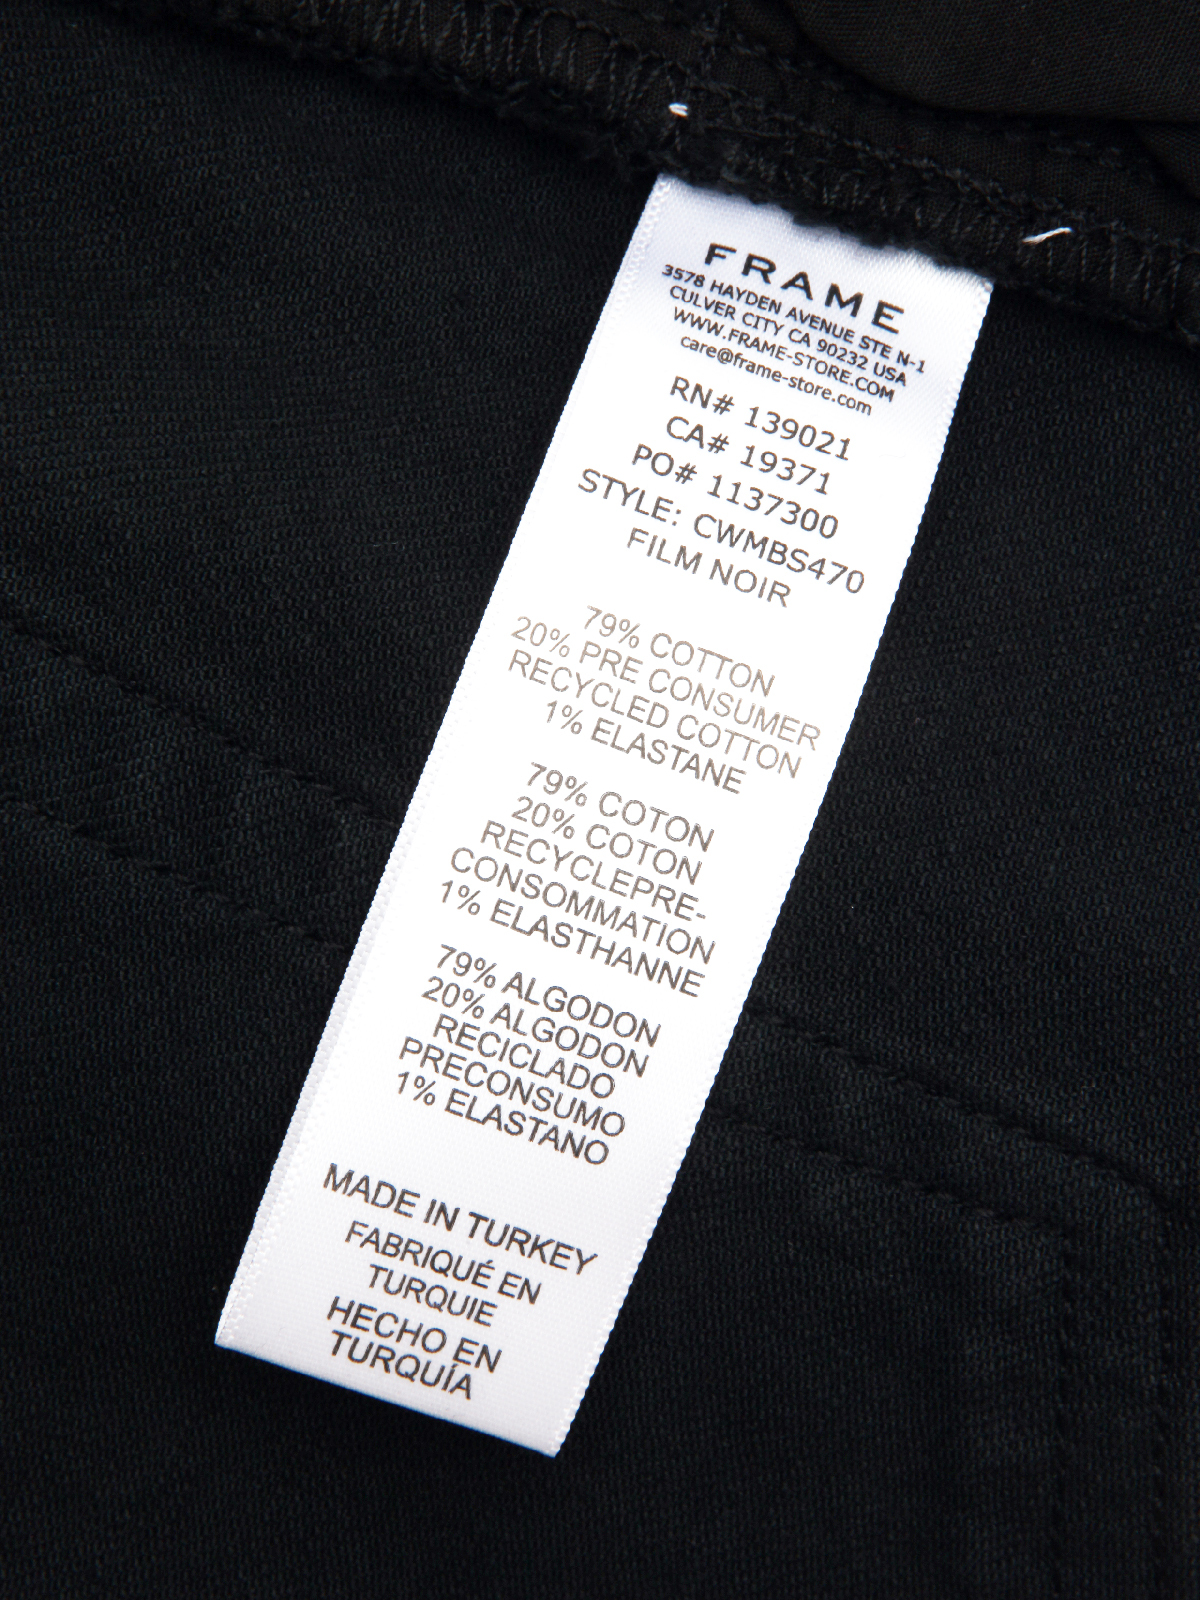 FRAME
3578 HAYDEN AVENUE STE N-1
CULVER CITY CA 90232 USA
WWW.FRAME-STORE.COM
care@frame-store.com
RN# 139021
CA# 19371
PO# 1137300
STYLE: CWMBS470
FILM NOIR
79% COTTON
20% PRE CONSUMER
RECYCLED COTTON
1% ELASTANE
79% COTON
20% COTON
RECYCLEPRE-
CONSOMMATION
1% ELASTHANNE
79% ALGODON
20% ALGODON
RECICLADO
PRECONSUMO
1% ELASTANO
MADE IN TURKEY
FABRIQUÉ EN
TURQUIE
HECHO EN
TURQUÍA